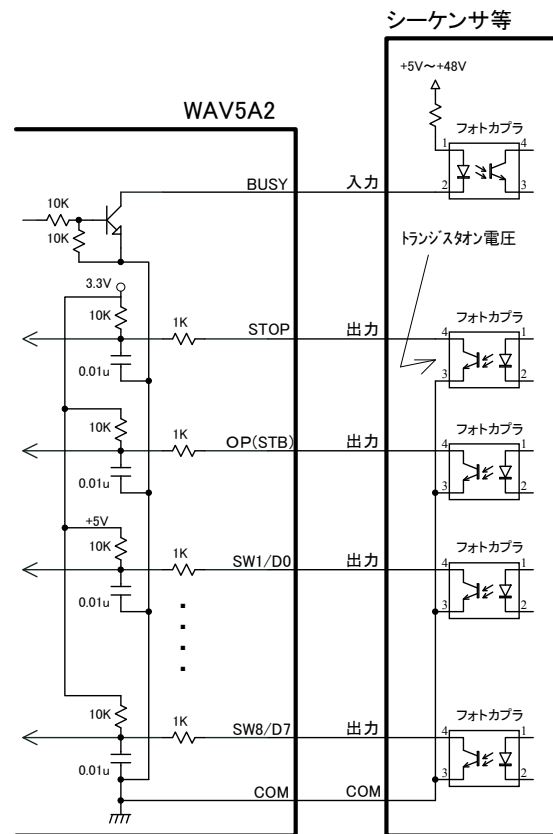 シーケンサ等
+5V～+48V
WAV5A2
フォトカプラ
1
4
2
3
BUSY
入力
10K
10K
トランジスタオン電圧
3.3V
フォトカプラ
10K
1K
STOP
出力
4
1
3
2
0.01u
フォトカプラ
10K
1K
OP(STB)
出力
4
1
3
2
0.01u
+5V
フォトカプラ
10K
1K
SW1/D0
出力
4
1
3
2
0.01u
フォトカプラ
10K
1K
SW8/D7
出力
4
1
3
2
0.01u
COM
COM